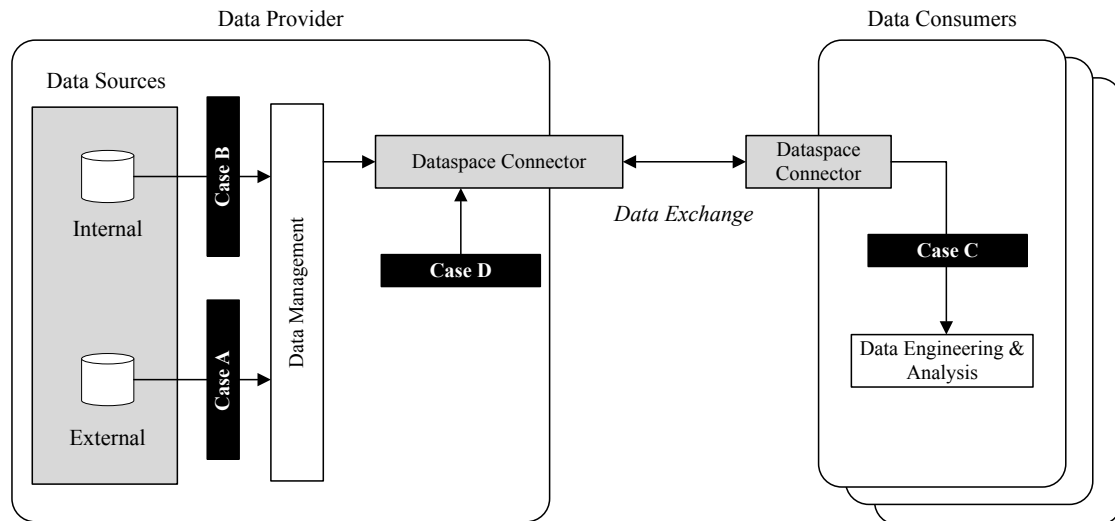 Data Provider
Data Consumers
Data Sources
Internal
External
Case B
Case A
Data Management
Dataspace Connector
Case D
Data Exchange
Dataspace
Connector
Case C
Data Engineering &
Analysis